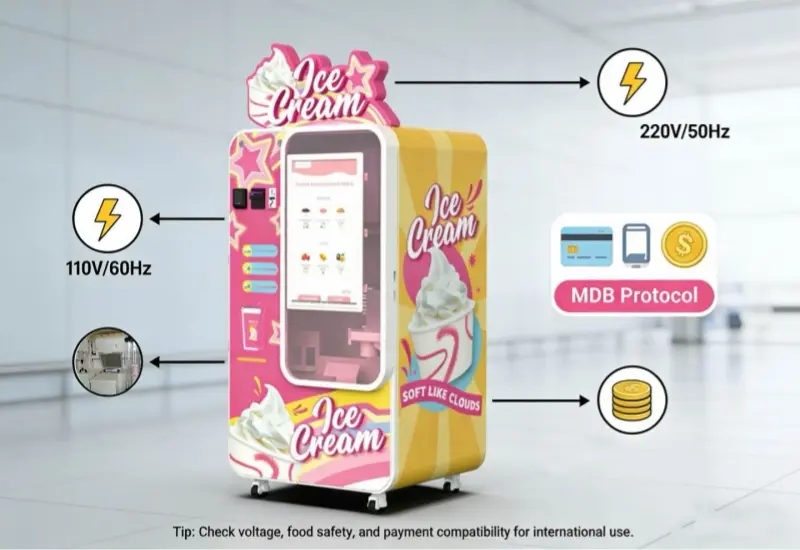 Ice
Cream
220V/50Hz
110V/60Hz
MDB Protocol
Ice
Cream
SOFT LIKE CLOUDS
Ice
Cream
Tip: Check voltage, food safety, and payment compatibility for international use.